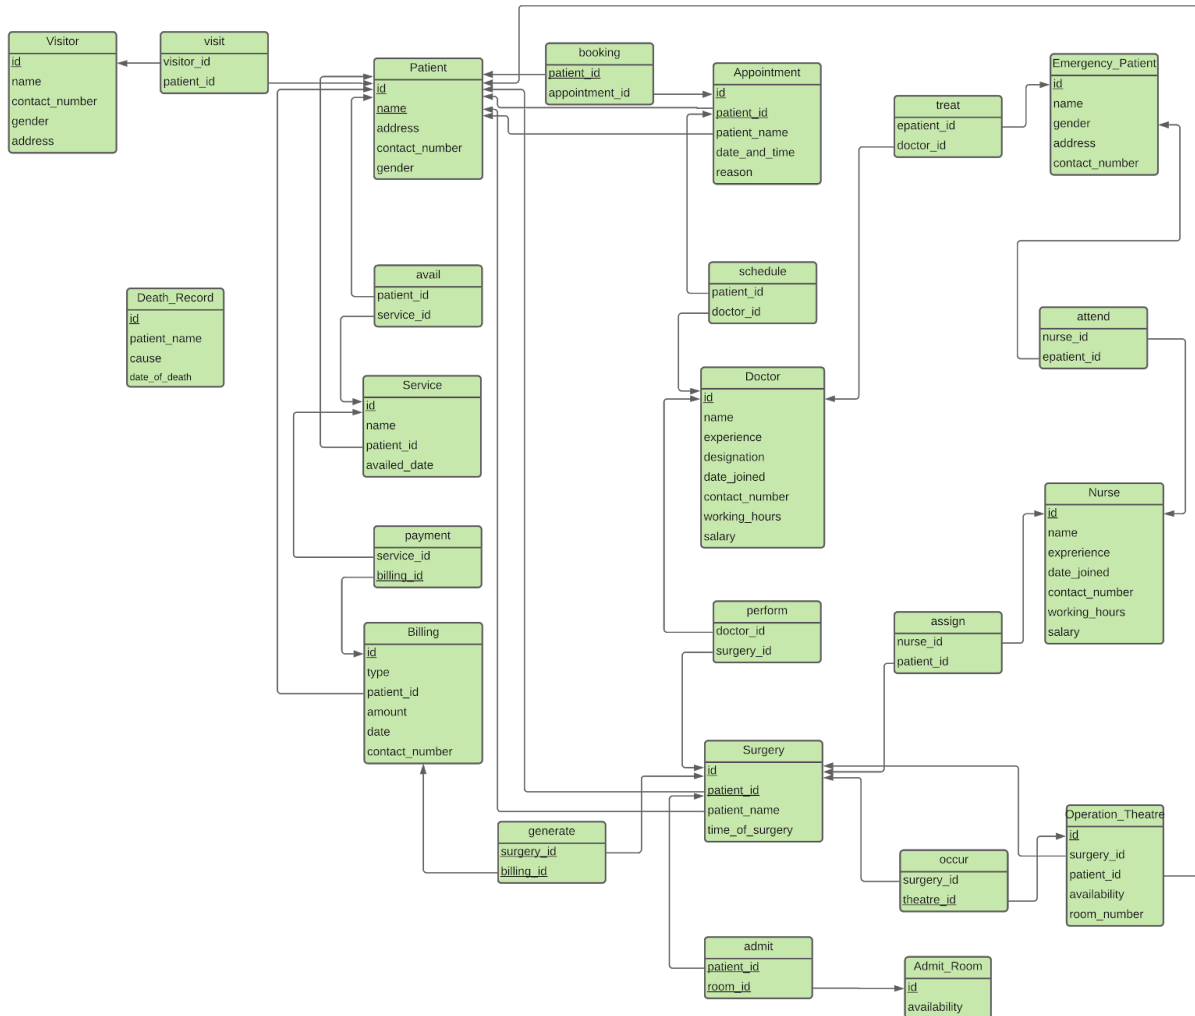 Visitor
id
name
contact_number
gender
address
visit
visitor_id
patient_id
Patient
id
name
address
contact_number
gender
booking
patient_id
appointment_id
Appointment
id
patient_id
patient_name
date_and_time
reason
treat
epatient_id
doctor_id
Emergency_Patient
id
name
gender
address
contact_number
Death_Record
id
patient_name
cause
date_of_death
avail
patient_id
service_id
schedule
patient_id
doctor_id
attend
nurse_id
epatient_id
Service
id
name
patient_id
availed_date
Doctor
id
name
experience
designation
date_joined
contact_number
working_hours
salary
Nurse
id
name
exprerience
date_joined
contact_number
working_hours
salary
payment
service_id
billing_id
Billing
id
type
patient_id
amount
date
contact_number
perform
doctor_id
surgery_id
assign
nurse_id
patient_id
Surgery
id
patient_id
patient_name
time_of_surgery
generate
surgery_id
billing_id
occur
surgery_id
theatre_id
Operation_Theatre
id
surgery_id
patient_id
availability
room_number
admit
patient_id
room_id
Admit_Room
id
availability